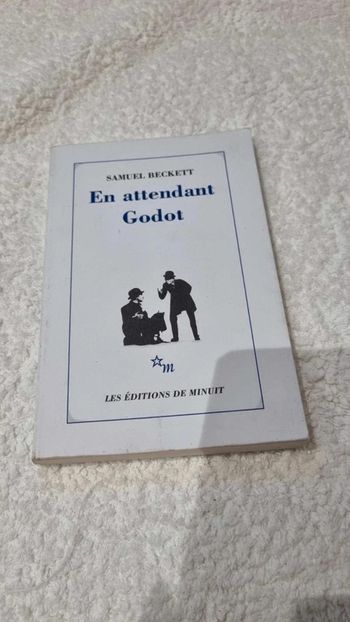 SAMUEL BECKETT
En attendant
Godot
m
LES ÉDITIONS DE MINUIT